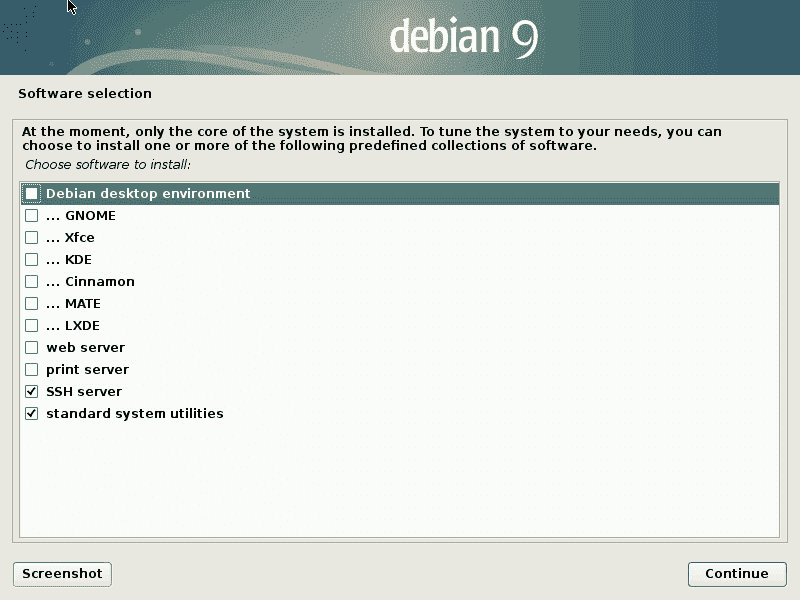 debian 9
Software selection
At the moment, only the core of the system is installed. To tune the system to your needs, you can
choose to install one or more of the following predefined collections of software.
Choose software to install:
Debian desktop environment
... GNOME
... Xfce
... KDE
... Cinnamon
... MATE
... LXDE
web server
print server
SSH server
standard system utilities
Screenshot
Continue